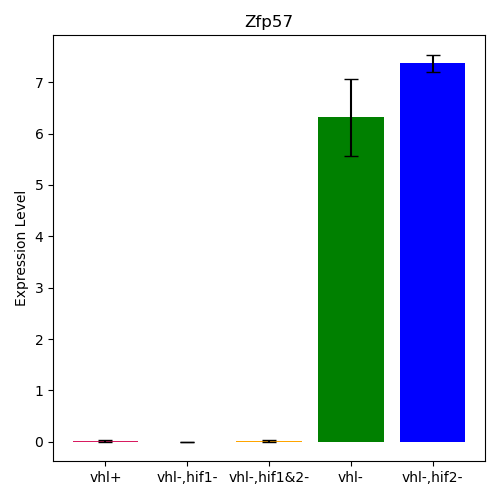 Zfp57
Expression Level
7
6
5
4
3
2
1
0
vhl+
vhl-,hif1-
vhl-,hif1&2-
vhl-
vhl-,hif2-